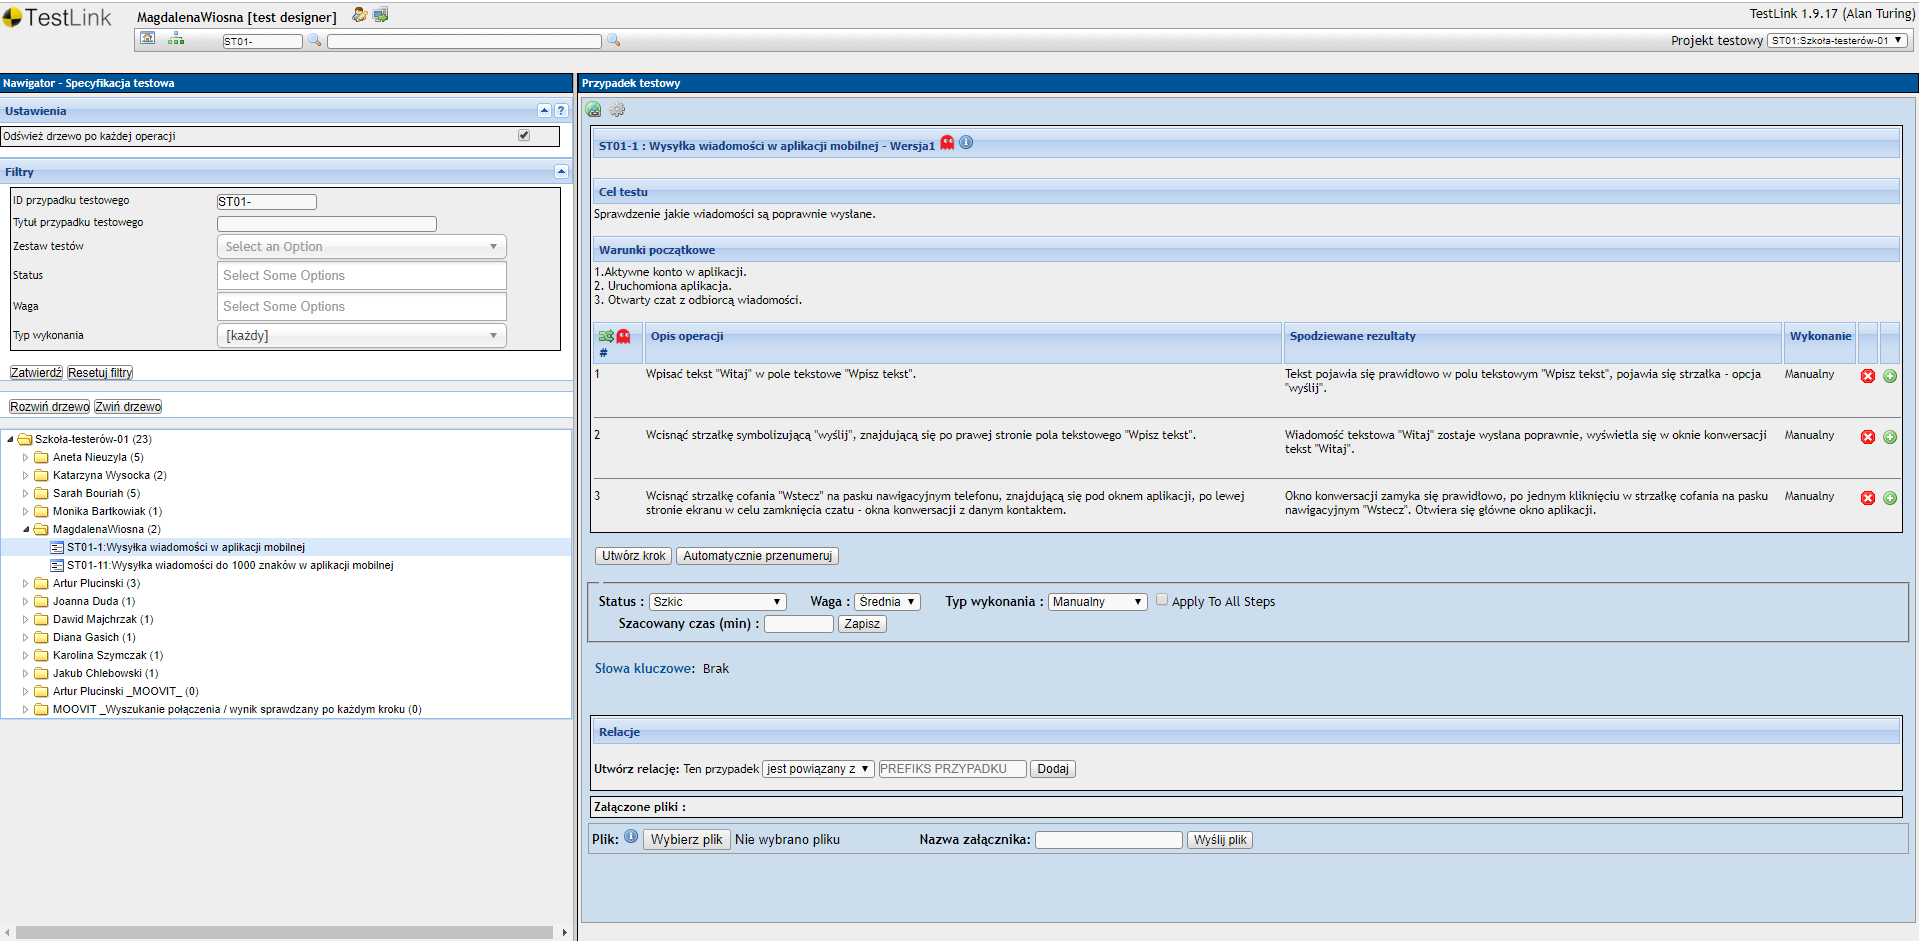 TestLink
MagdalenaWiosna [test designer]
TestLink 1.9.17 (Alan Turing)
ST01-
Projekt testowy ST01:Szkoła-testerów-01
Nawigator - Specyfikacja testowa
Ustawienia
Odśwież drzewo po każdej operacji
Filtry
ID przypadku testowego ST01-
Tytuł przypadku testowego
Zestaw testów Select an Option
Status Select Some Options
Waga Select Some Options
Typ wykonania [każdy]
Zatwierdź Resetuj filtry
Rozwiń drzewo Zwiń drzewo
Szkoła-testerów-01 (23)
Aneta Nieuzyla (5)
Katarzyna Wysocka (2)
Sarah Bouriah (5)
Monika Bartkowiak (1)
MagdalenaWiosna (2)
ST01-1:Wysyłka wiadomości w aplikacji mobilnej
ST01-11:Wysyłka wiadomości do 1000 znaków w aplikacji mobilnej
Artur Plucinski (3)
Joanna Duda (1)
Dawid Majchrzak (1)
Diana Gasich (1)
Karolina Szymczak (1)
Jakub Chlebowski (1)
Artur Plucinski _MOOVIT_ (0)
MOOVIT _Wyszukanie połączenia / wynik sprawdzany po każdym kroku (0)
Przypadek testowy
ST01-1 : Wysyłka wiadomości w aplikacji mobilnej - Wersja1
Cel testu
Sprawdzenie jakie wiadomości są poprawnie wysłane.
Warunki początkowe
1.Aktywne konto w aplikacji.
2. Uruchomiona aplikacja.
3. Otwarty czat z odbiorcą wiadomości.
# Opis operacji Spodziewane rezultaty Wykonanie
1 Wpisać tekst "Witaj" w pole tekstowe "Wpisz tekst". Tekst pojawia się prawidłowo w polu tekstowym "Wpisz tekst", pojawia się strzałka - opcja Manualny
"wyślij".
2 Wcisnąć strzałkę symbolizującą "wyślij", znajdującą się po prawej stronie pola tekstowego "Wpisz tekst". Wiadomość tekstowa "Witaj" zostaje wysłana poprawnie, wyświetla się w oknie konwersacji Manualny
tekst "Witaj".
3 Wcisnąć strzałkę cofania "Wstecz" na pasku nawigacyjnym telefonu, znajdującą się pod oknem aplikacji, po lewej Okno konwersacji zamyka się prawidłowo, po jednym kliknięciu w strzałkę cofania na pasku Manualny
stronie ekranu w celu zamknięcia czatu - okna konwersacji z danym kontaktem. nawigacyjnym "Wstecz". Otwiera się główne okno aplikacji.
Utwórz krok Automatycznie przenumeruj
Status : Szkic Waga : Średnia Typ wykonania : Manualny Apply To All Steps
Szacowany czas (min) : Zapisz
Słowa kluczowe: Brak
Relacje
Utwórz relację: Ten przypadek jest powiązany z PREFIKS PRZYPADKU Dodaj
Załączone pliki :
Plik: Wybierz plik Nie wybrano pliku Nazwa załącznika: Wyślij plik